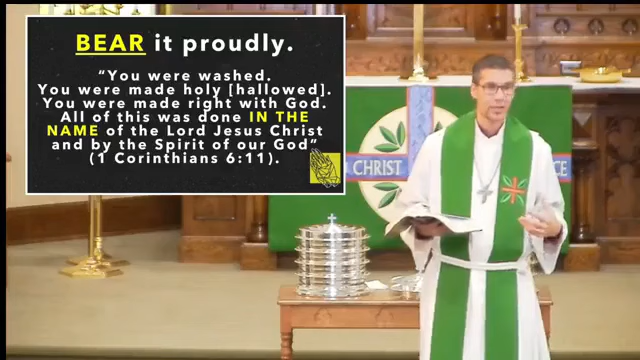 BEAR it proudly.
“You were washed.
You were made holy [hallowed].
You were made right with God.
All of this was done IN THE
NAME of the Lord Jesus Christ
and by the Spirit of our God”
(1 Corinthians 6:11).
CHRIST